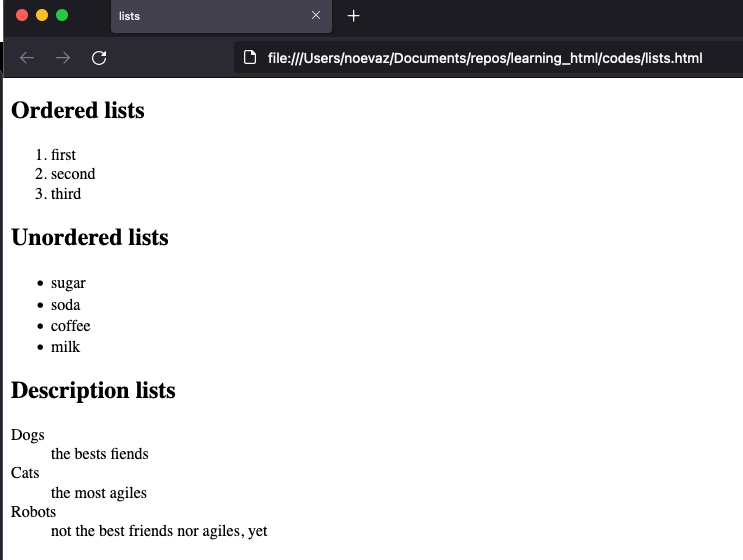 lists
file:///Users/noevaz/Documents/repos/learning_html/codes/lists.html
Ordered lists
1. first
2. second
3. third
Unordered lists
• sugar
• soda
• coffee
• milk
Description lists
Dogs
the bests fiends
Cats
the most agiles
Robots
not the best friends nor agiles, yet